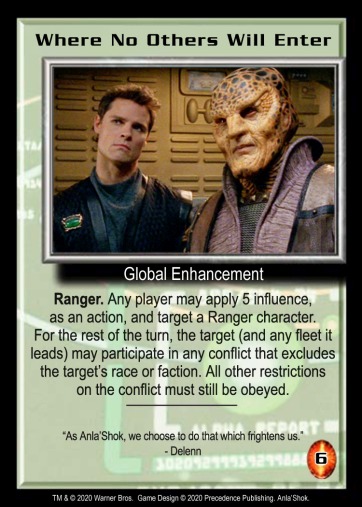 Where No Others Will Enter
Global Enhancement
Ranger. Any player may apply 5 influence,
as an action, and target a Ranger character.
For the rest of the turn, the target (and any fleet it
leads) may participate in any conflict that excludes
the target's race or faction. All other restrictions
on the conflict must still be obeyed.
"As Anla'Shok, we choose to do that which frightens us."
- Delenn
6
TM & © 2020 Warner Bros. Game Design © 2020 Precedence Publishing. Anla'Shok.